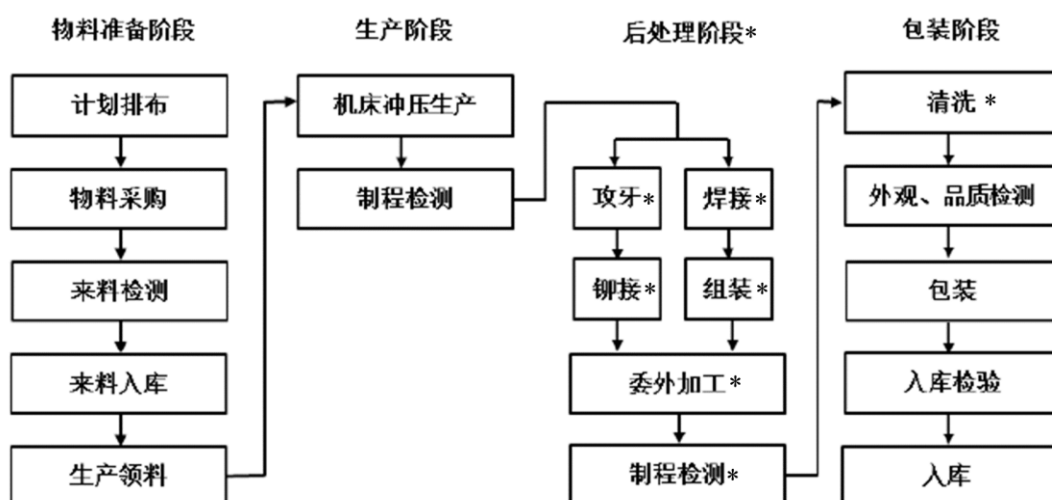 物料准备阶段
计划排布
物料采购
来料检测
来料入库
生产领料
生产阶段
机床冲压生产
制程检测
后处理阶段*
攻牙*
焊接*
铆接*
组装*
委外加工*
制程检测*
包装阶段
清洗*
外观、品质检测
包装
入库检验
入库